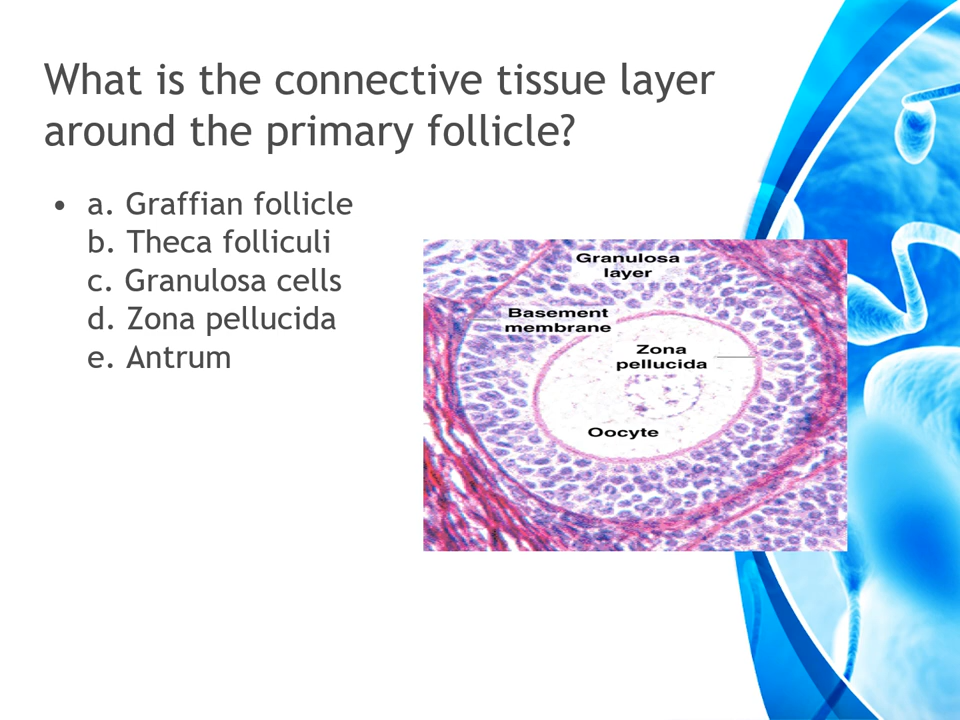 What is the connective tissue layer
around the primary follicle?
• a. Graffian follicle
b. Theca folliculi
c. Granulosa cells
d. Zona pellucida
e. Antrum
Granulosa
layer
Basement
membrane
Zona
pellucida
Oocyte